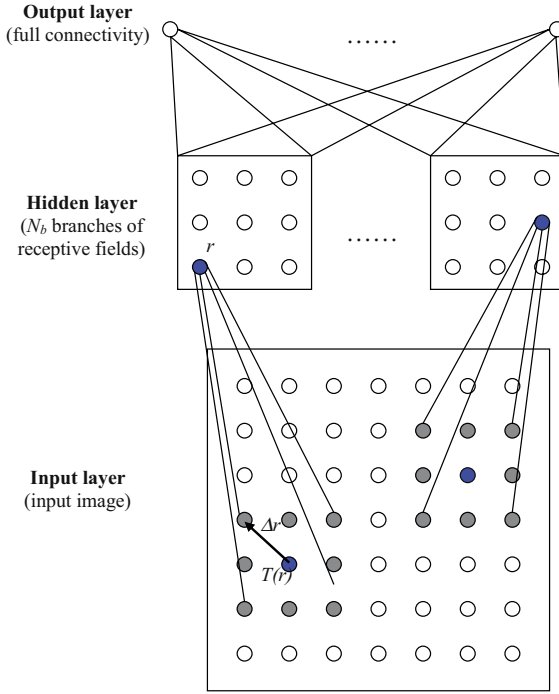 Output layer
(full connectivity)
......
Hidden layer
(N_b branches of
receptive fields)
r
......
Input layer
(input image)
Δr
T(r)